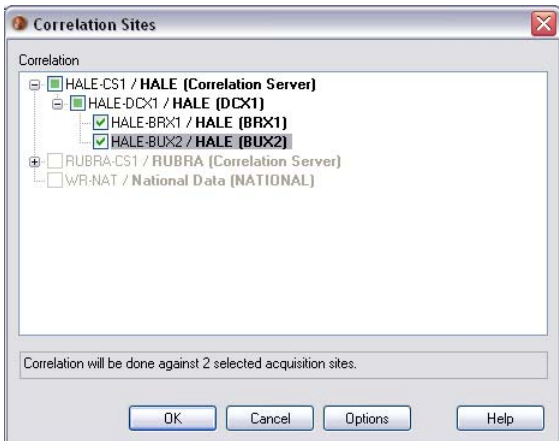 Correlation Sites
Correlation
HALE-CS1 / HALE (Correlation Server)
HALE-DCX1 / HALE (DCX1)
HALE-BRX1 / HALE (BRX1)
HALE-BUX2 / HALE (BUX2)
RUBRA-CS1 / RUBRA (Correlation Server)
WR-NAT / National Data (NATIONAL)
Correlation will be done against 2 selected acquisition sites.
OK Cancel Options Help